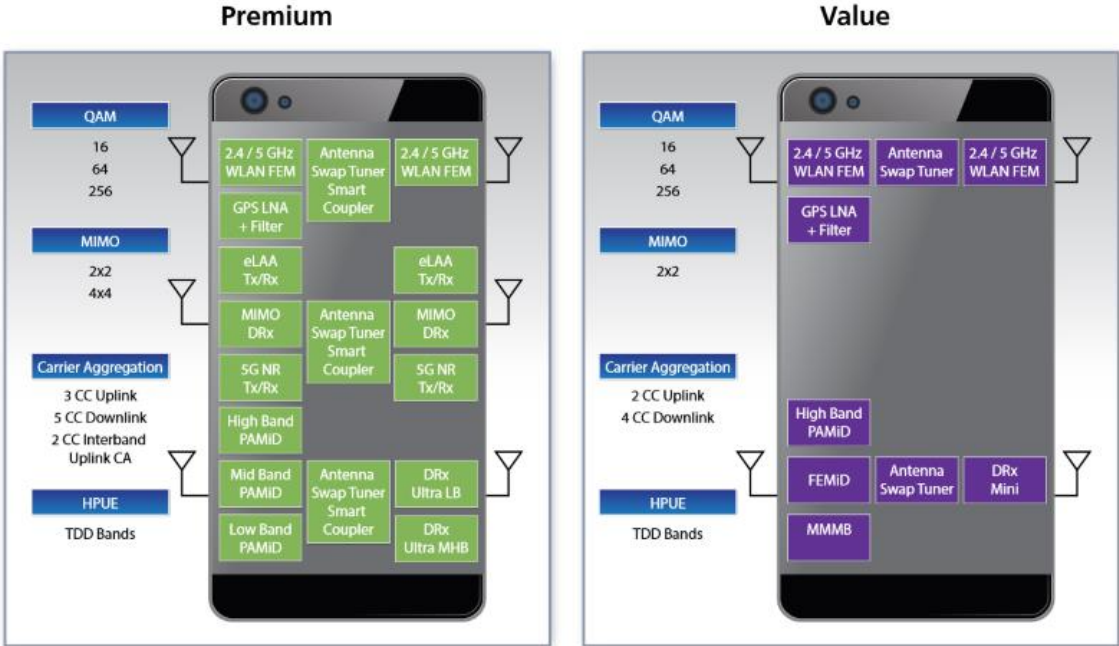 Premium
QAM
16
64
256
MIMO
2x2
4x4
Carrier Aggregation
3 CC Uplink
5 CC Downlink
2 CC Interband
Uplink CA
HPUE
TDD Bands
2.4 / 5 GHz
WLAN FEM
Antenna
Swap Tuner
Smart
Coupler
2.4 / 5 GHz
WLAN FEM
GPS LNA
+ Filter
eLAA
Tx/Rx
eLAA
Tx/Rx
MIMO
DRx
Antenna
Swap Tuner
Smart
Coupler
MIMO
DRx
5G NR
Tx/Rx
5G NR
Tx/Rx
High Band
PAMiD
Mid Band
PAMiD
Antenna
Swap Tuner
Smart
Coupler
DRx
Ultra LB
Low Band
PAMiD
DRx
Ultra MHB
Value
QAM
16
64
256
MIMO
2x2
Carrier Aggregation
2 CC Uplink
4 CC Downlink
HPUE
TDD Bands
2.4 / 5 GHz
WLAN FEM
Antenna
Swap Tuner
2.4 / 5 GHz
WLAN FEM
GPS LNA
+ Filter
High Band
PAMiD
FEMiD
Antenna
Swap Tuner
DRx
Mini
MMMB